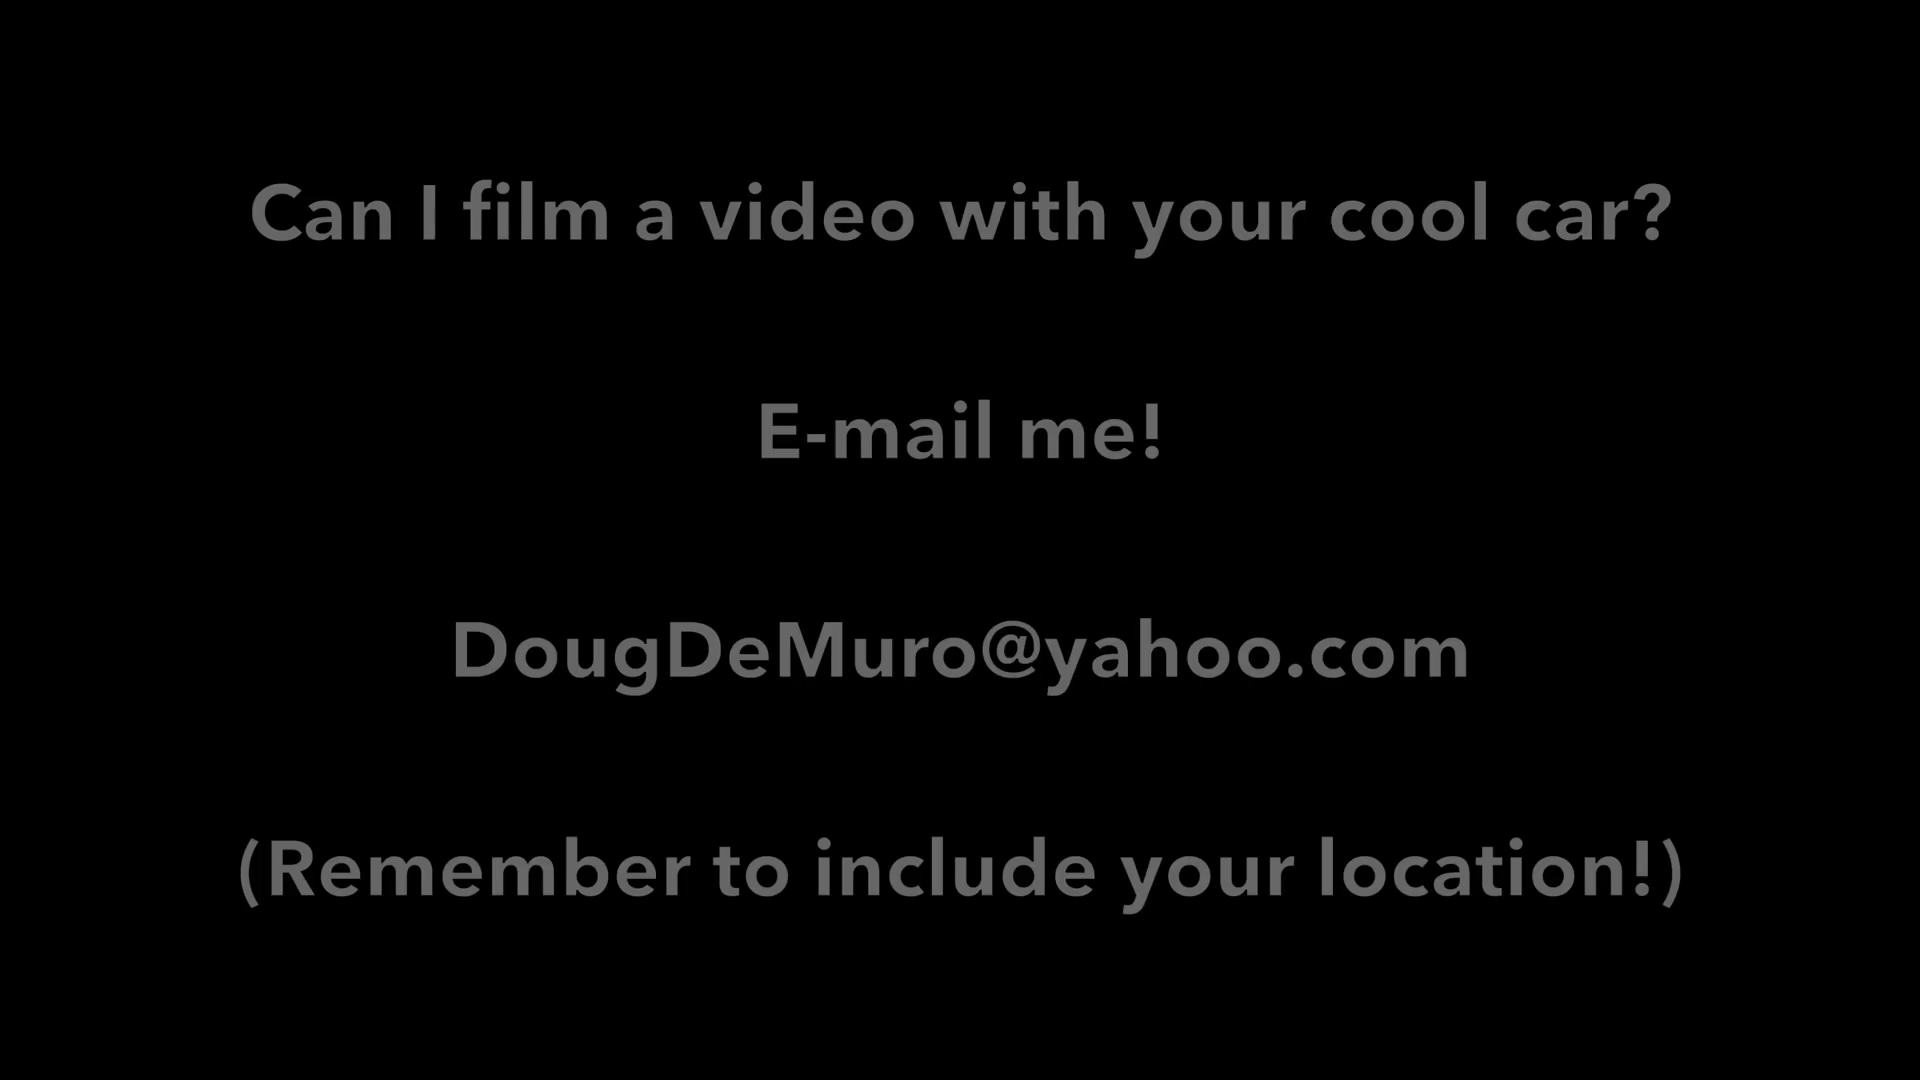 Can I film a video with your cool car?
E-mail me!
DougDeMuro@yahoo.com
(Remember to include your location!)